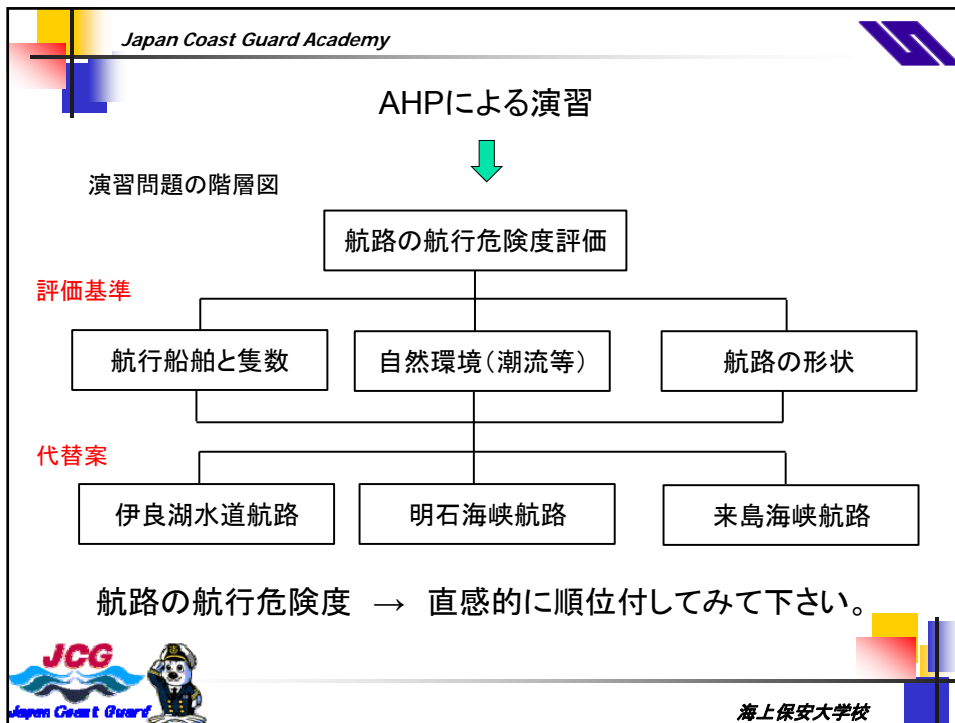 Japan Coast Guard Academy
AHPによる演習
演習問題の階層図
航路の航行危険度評価
評価基準
航行船舶と隻数
自然環境(潮流等)
航路の形状
代替案
伊良湖水道航路
明石海峡航路
来島海峡航路
航路の航行危険度 → 直感的に順位付してみて下さい。
JCG
Japan Coast Guard
海上保安大学校